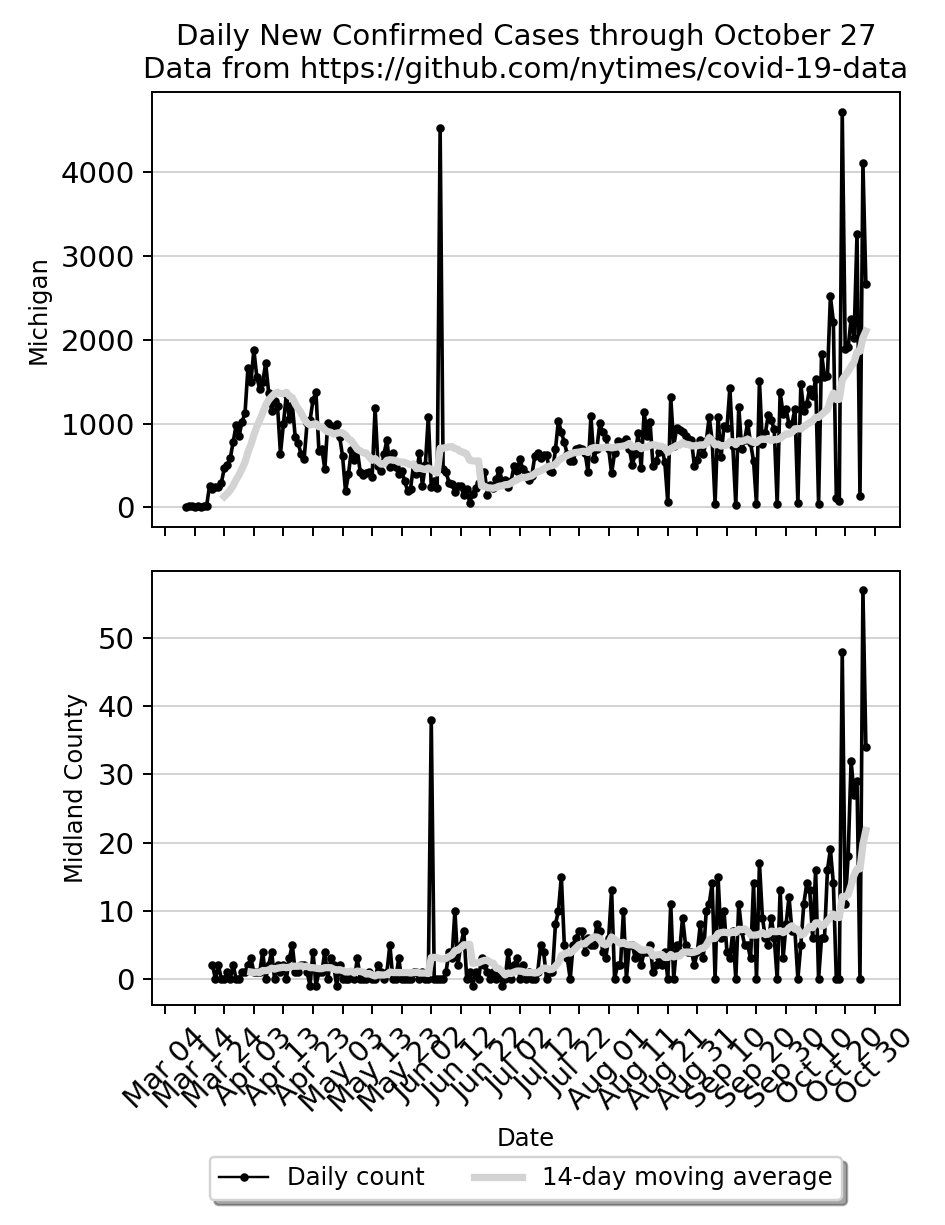 Daily New Confirmed Cases through October 27
Data from https://github.com/nytimes/covid-19-data
Michigan
4000
3000
2000
1000
0
Midland County
50
40
30
20
10
0
Mar 04
Mar 14
Mar 24
Apr 03
Apr 13
Apr 23
May 03
May 13
May 23
Jun 02
Jun 12
Jun 22
Jul 02
Jul 12
Jul 22
Aug 01
Aug 11
Aug 21
Aug 31
Sep 10
Sep 20
Sep 30
Oct 10
Oct 20
Oct 30
Date
Daily count
14-day moving average